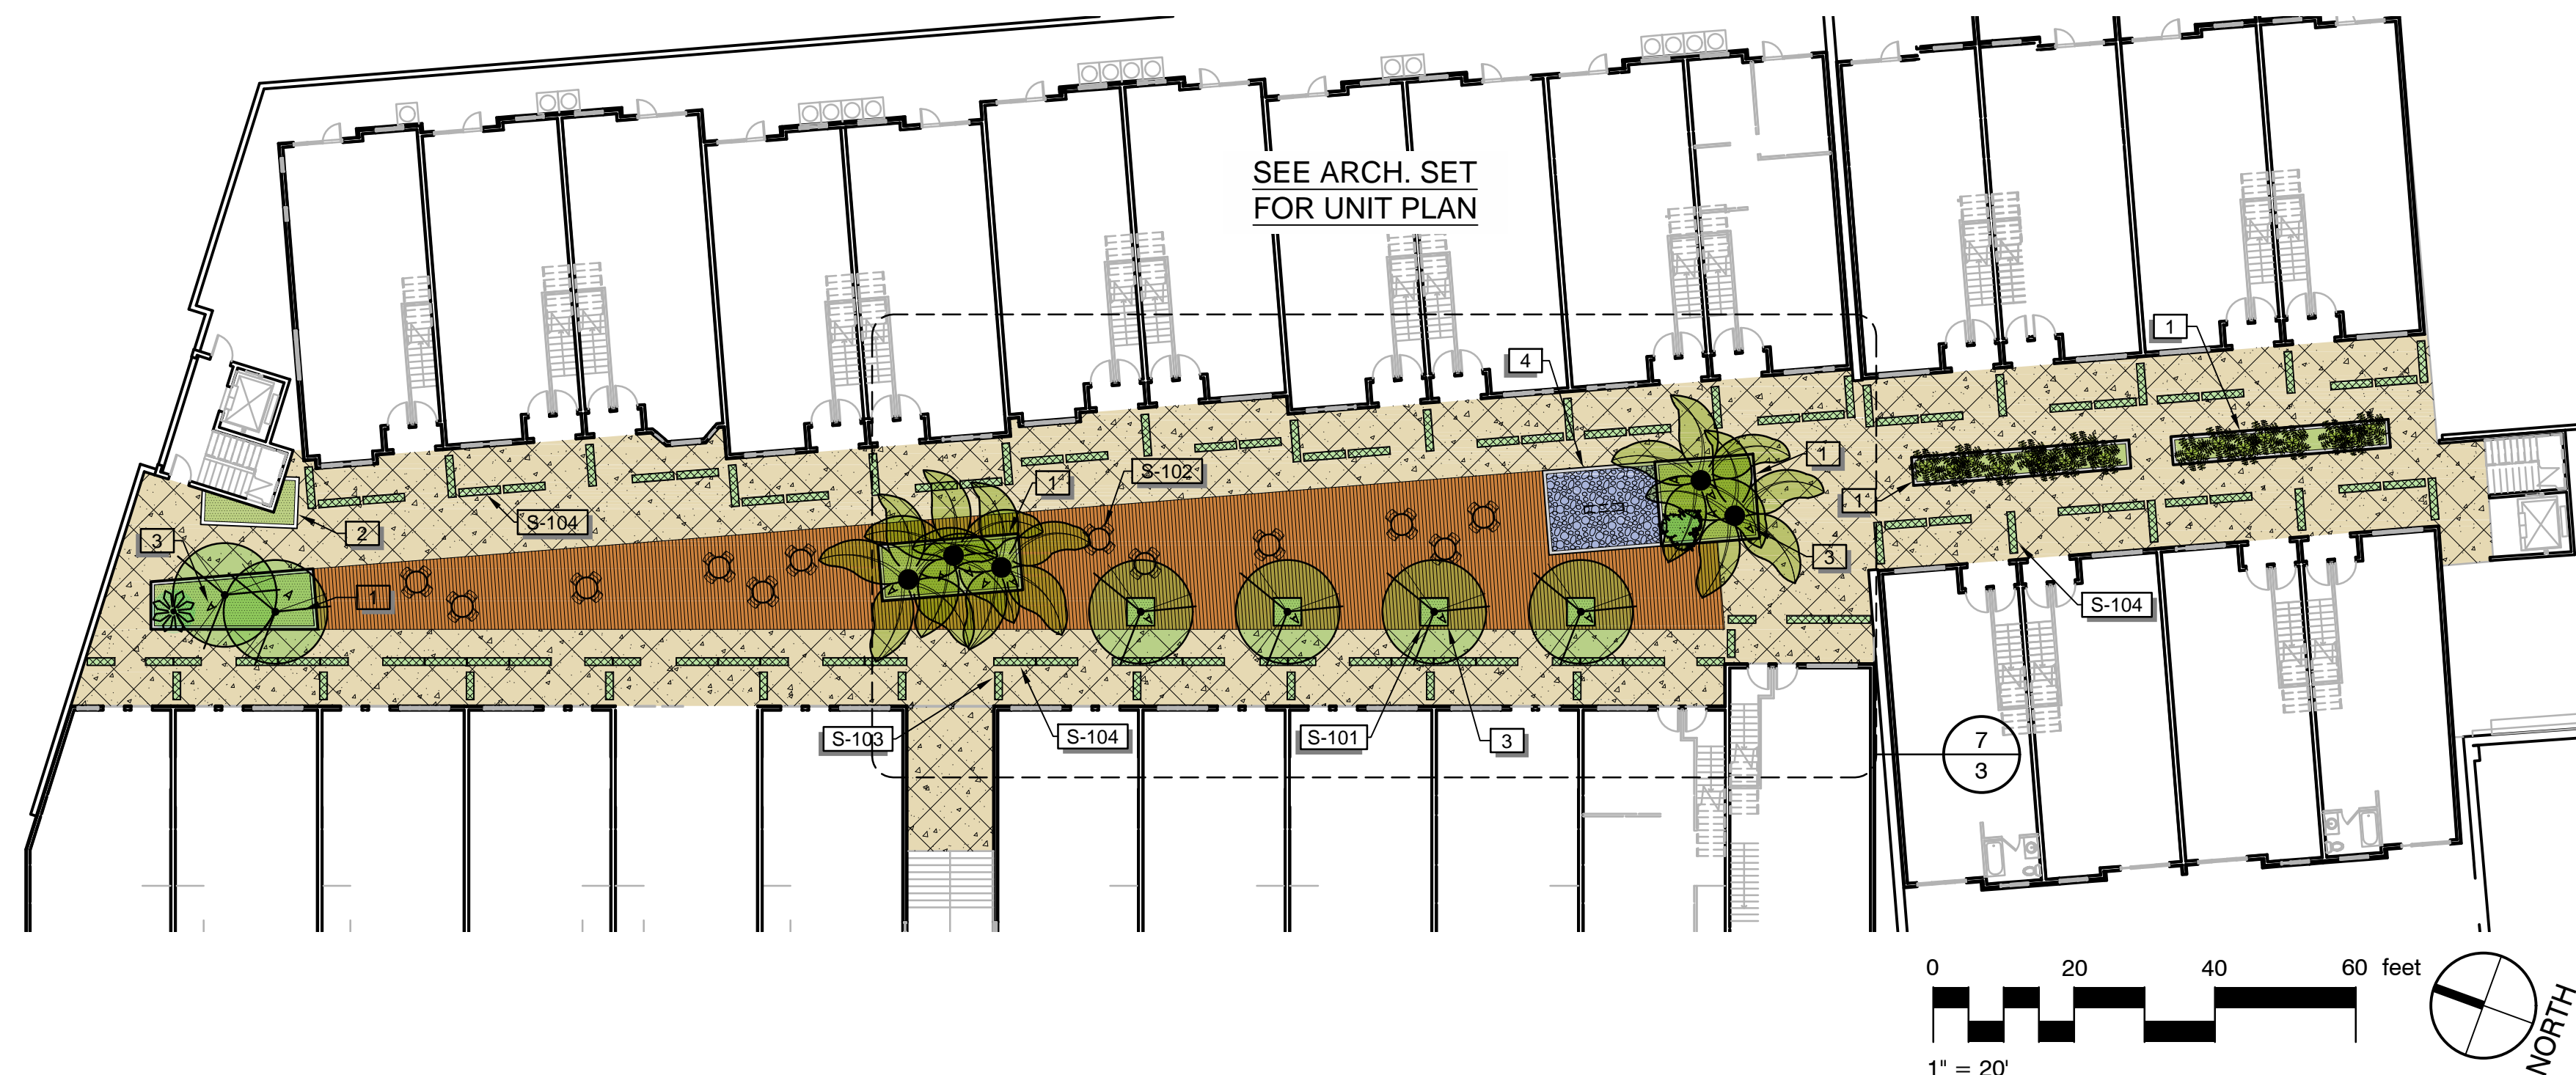 SEE ARCH. SET
FOR UNIT PLAN
1
4
1
1
S-102
1
S-104
2
3
3
1
S-104
S-103
S-104
S-101
3
7
3
0 20 40 60 feet
1" = 20'
NORTH